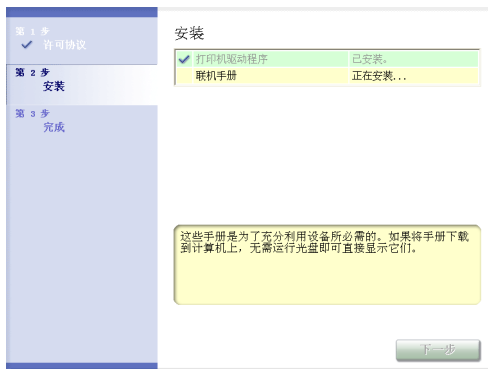 第 1 步
许可协议
第 2 步
安装
第 3 步
完成
安装
打印机驱动程序 已安装。
联机手册 正在安装...
这些手册是为了充分利用设备所必需的。如果将手册下载
到计算机上，无需运行光盘即可直接显示它们。
下一步